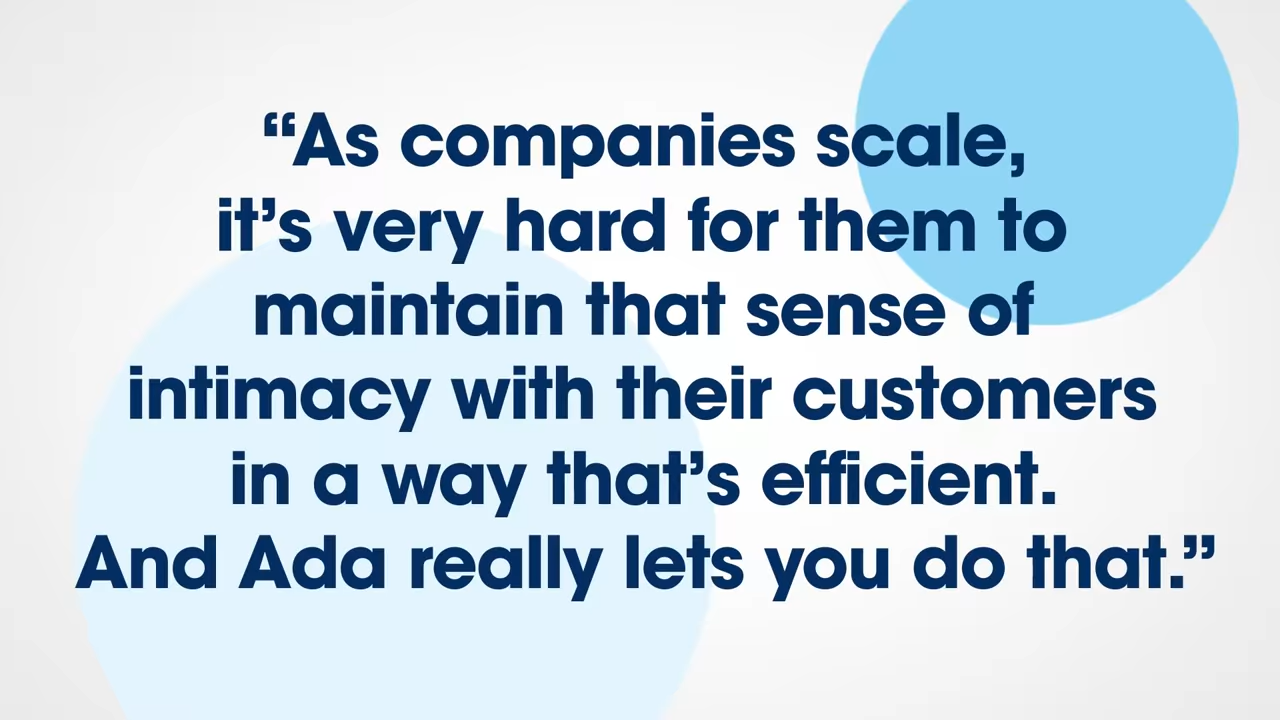 “As companies scale,
it’s very hard for them to
maintain that sense of
intimacy with their customers
in a way that’s efficient.
And Ada really lets you do that.”